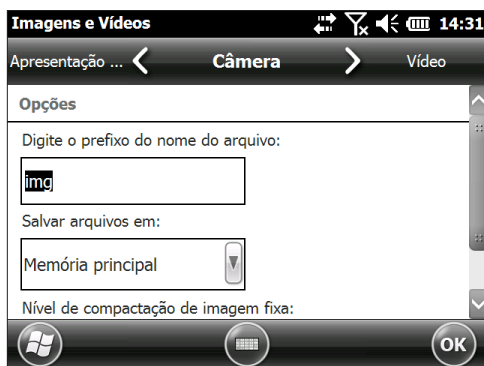 Imagens e Vídeos 14:31
Apresentação ... Câmera Vídeo
Opções
Digite o prefixo do nome do arquivo:
img
Salvar arquivos em:
Memória principal
Nível de compactação de imagem fixa:
OK